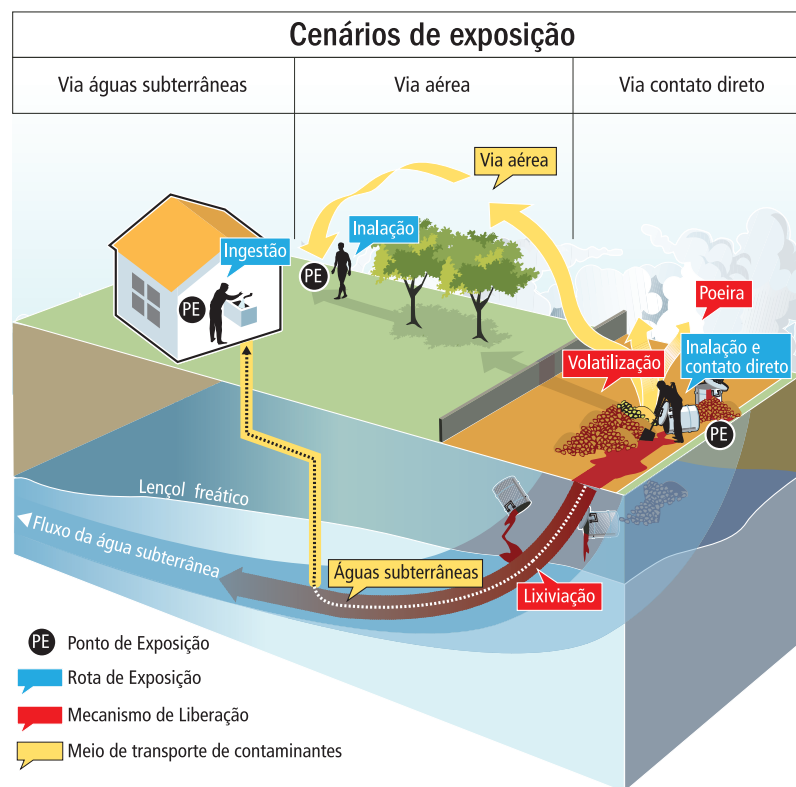 Cenários de exposição
Via águas subterrâneas
Via aérea
Via contato direto
Via aérea
Inalação
Ingestão
PE
PE
Poeira
Volatilização
Inalação e
contato direto
PE
Lençol freático
Fluxo da água subterrânea
Águas subterrâneas
Lixiviação
PE Ponto de Exposição
Rota de Exposição
Mecanismo de Liberação
Meio de transporte de contaminantes